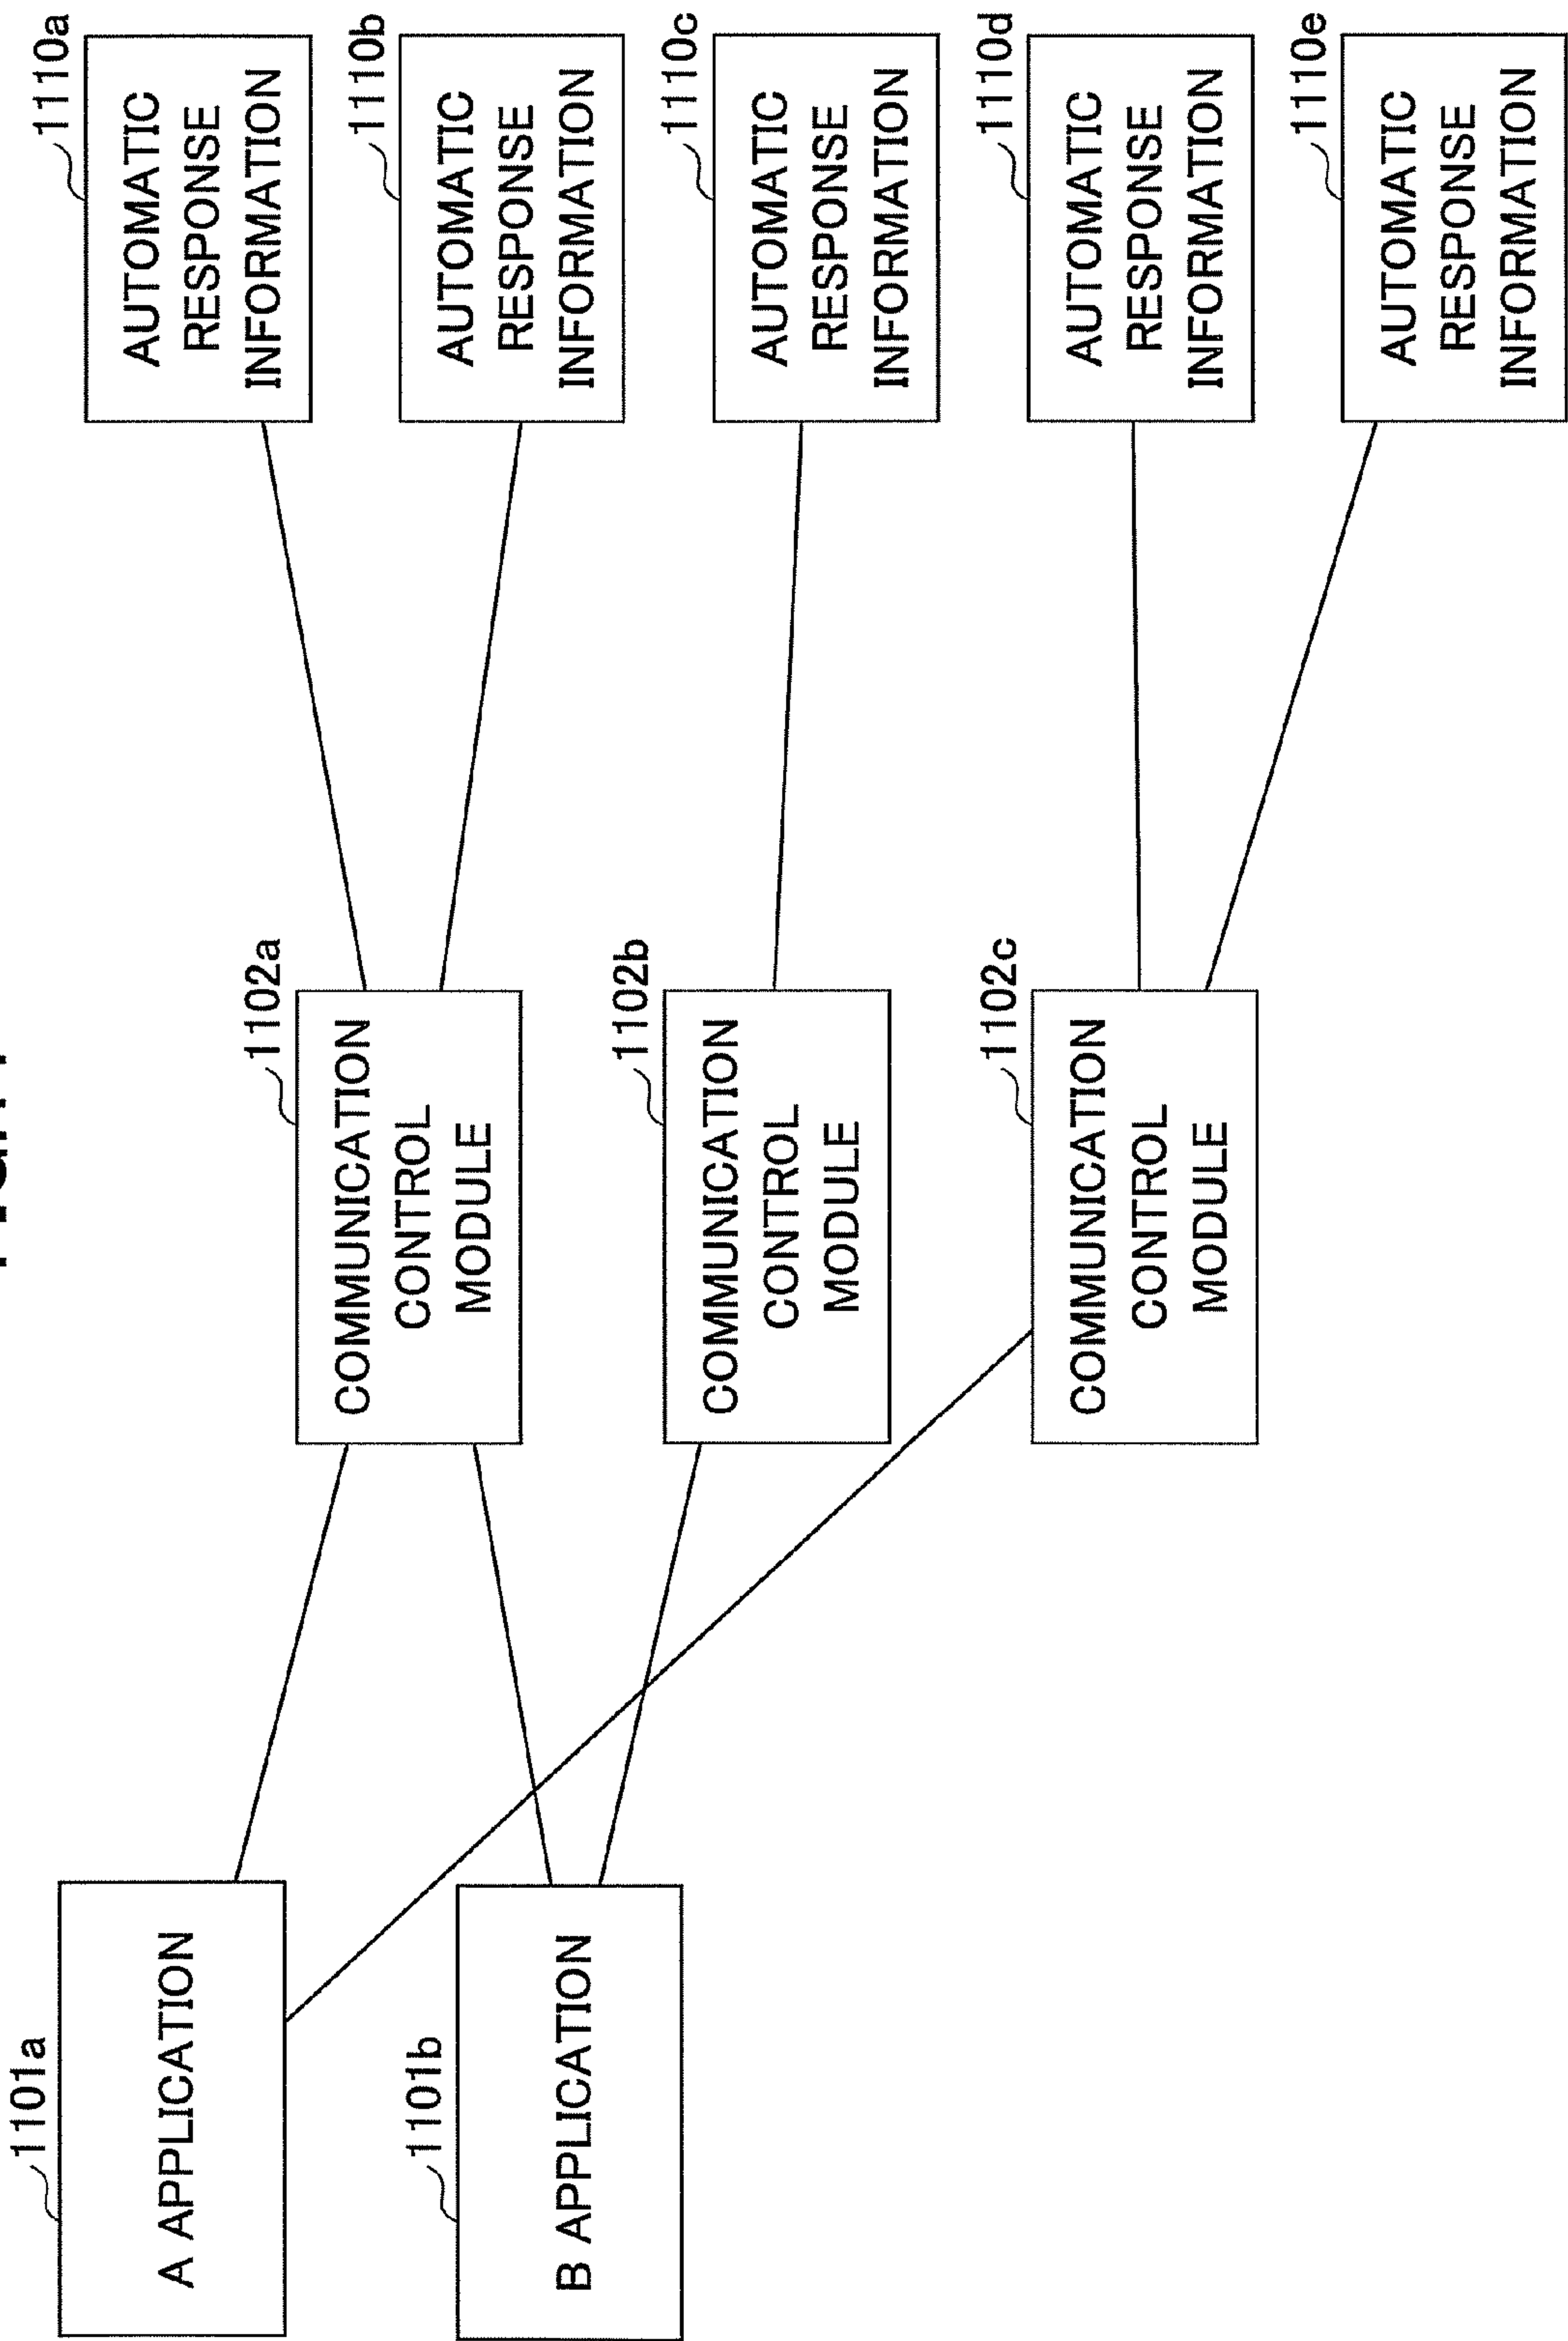 1101a
A APPLICATION
1101b
B APPLICATION
1102a
COMMUNICATION
CONTROL
MODULE
1102b
COMMUNICATION
CONTROL
MODULE
1102c
COMMUNICATION
CONTROL
MODULE
1110a
AUTOMATIC
RESPONSE
INFORMATION
1110b
AUTOMATIC
RESPONSE
INFORMATION
1110c
AUTOMATIC
RESPONSE
INFORMATION
1110d
AUTOMATIC
RESPONSE
INFORMATION
1110e
AUTOMATIC
RESPONSE
INFORMATION